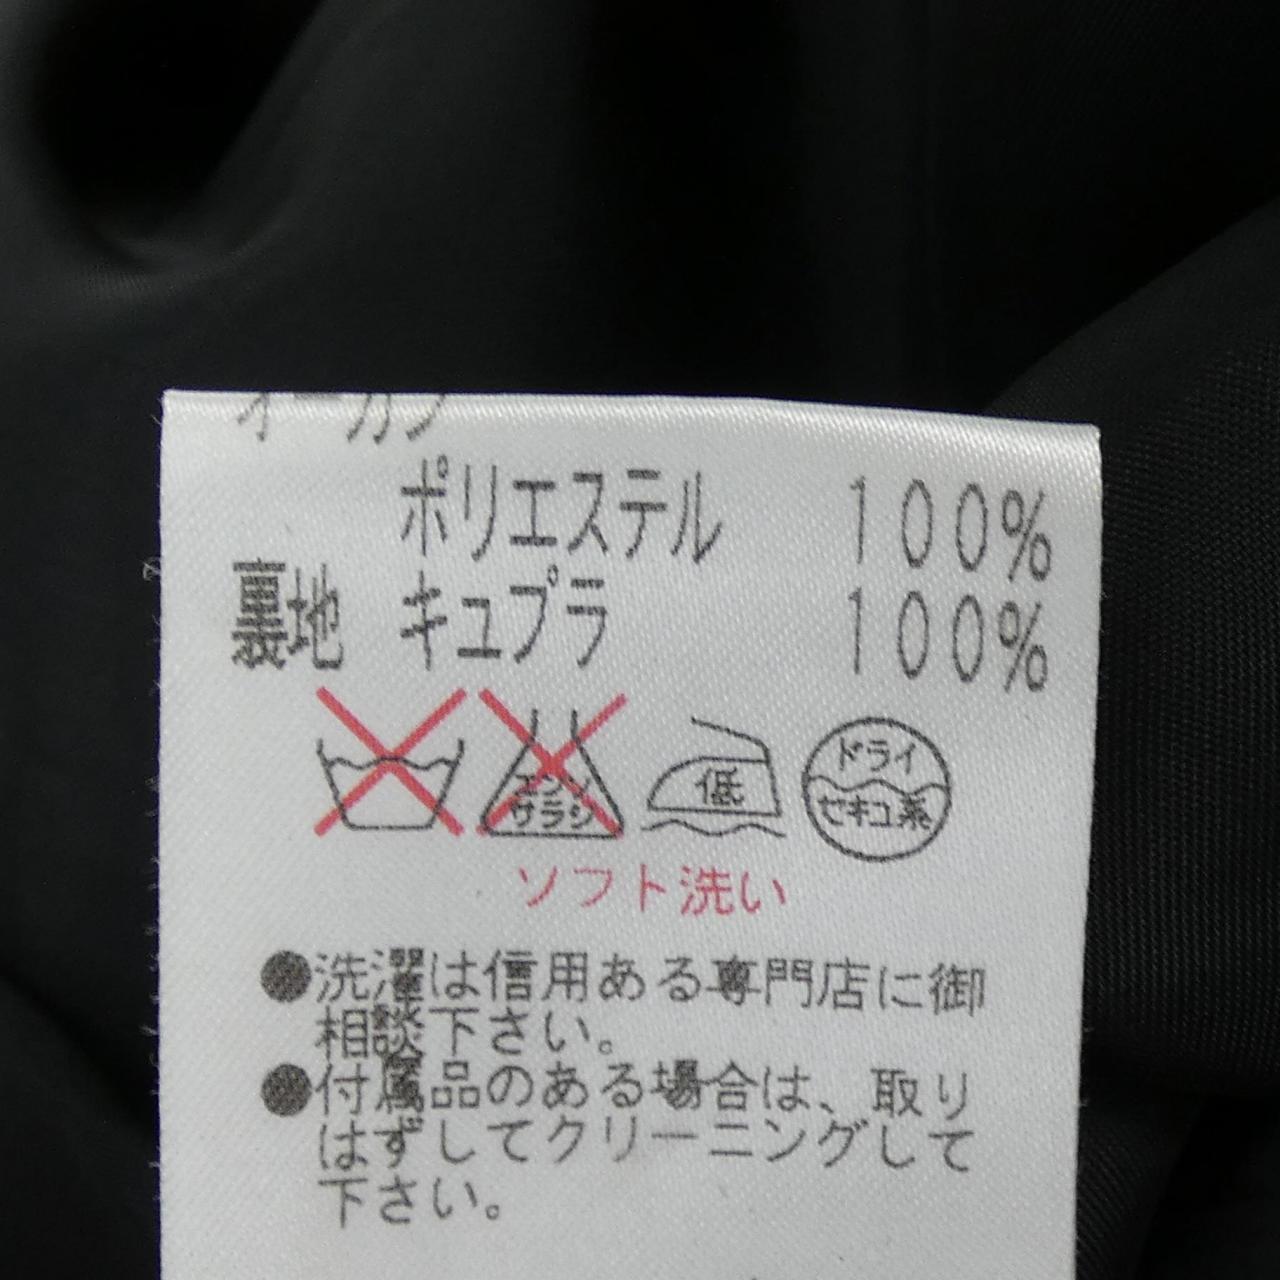 オーガン
ポリエステル 100%
裏地 キュプラ 100%
エンソ
サラシ
低
ドライ
セキユ系
ソフト洗い
●洗濯は信用ある専門店に御
相談下さい。
●付属品のある場合は、取り
はずしてクリーニングして
下さい。